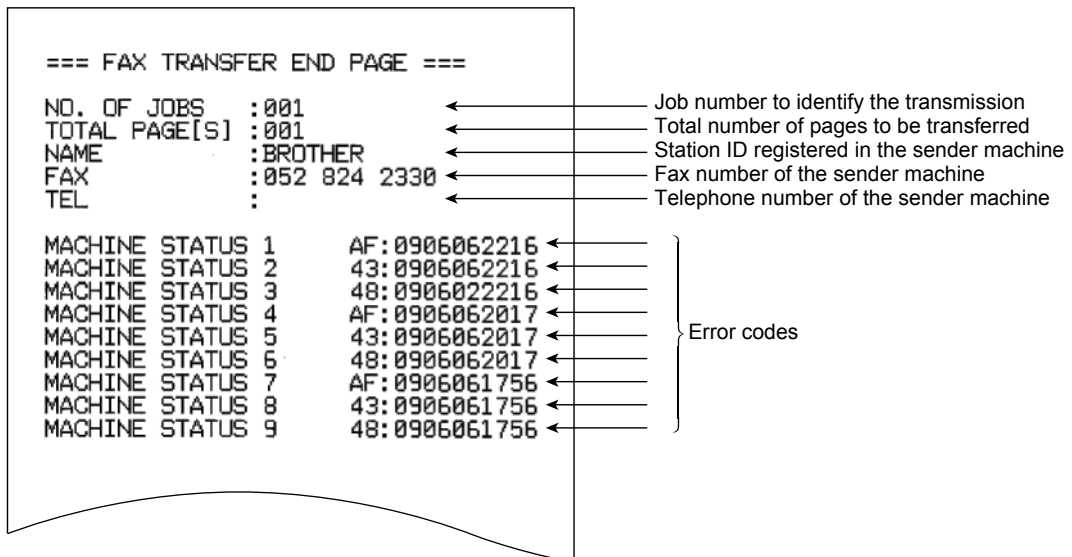 === FAX TRANSFER END PAGE ===
NO. OF JOBS :001 Job number to identify the transmission
TOTAL PAGE[S] :001 Total number of pages to be transferred
NAME :BROTHER Station ID registered in the sender machine
FAX :052 824 2330 Fax number of the sender machine
TEL : Telephone number of the sender machine
MACHINE STATUS 1 AF:0906062216
MACHINE STATUS 2 43:0906062216
MACHINE STATUS 3 48:0906022216
MACHINE STATUS 4 AF:0906062017
MACHINE STATUS 5 43:0906062017 Error codes
MACHINE STATUS 6 48:0906062017
MACHINE STATUS 7 AF:0906061756
MACHINE STATUS 8 43:0906061756
MACHINE STATUS 9 48:0906061756